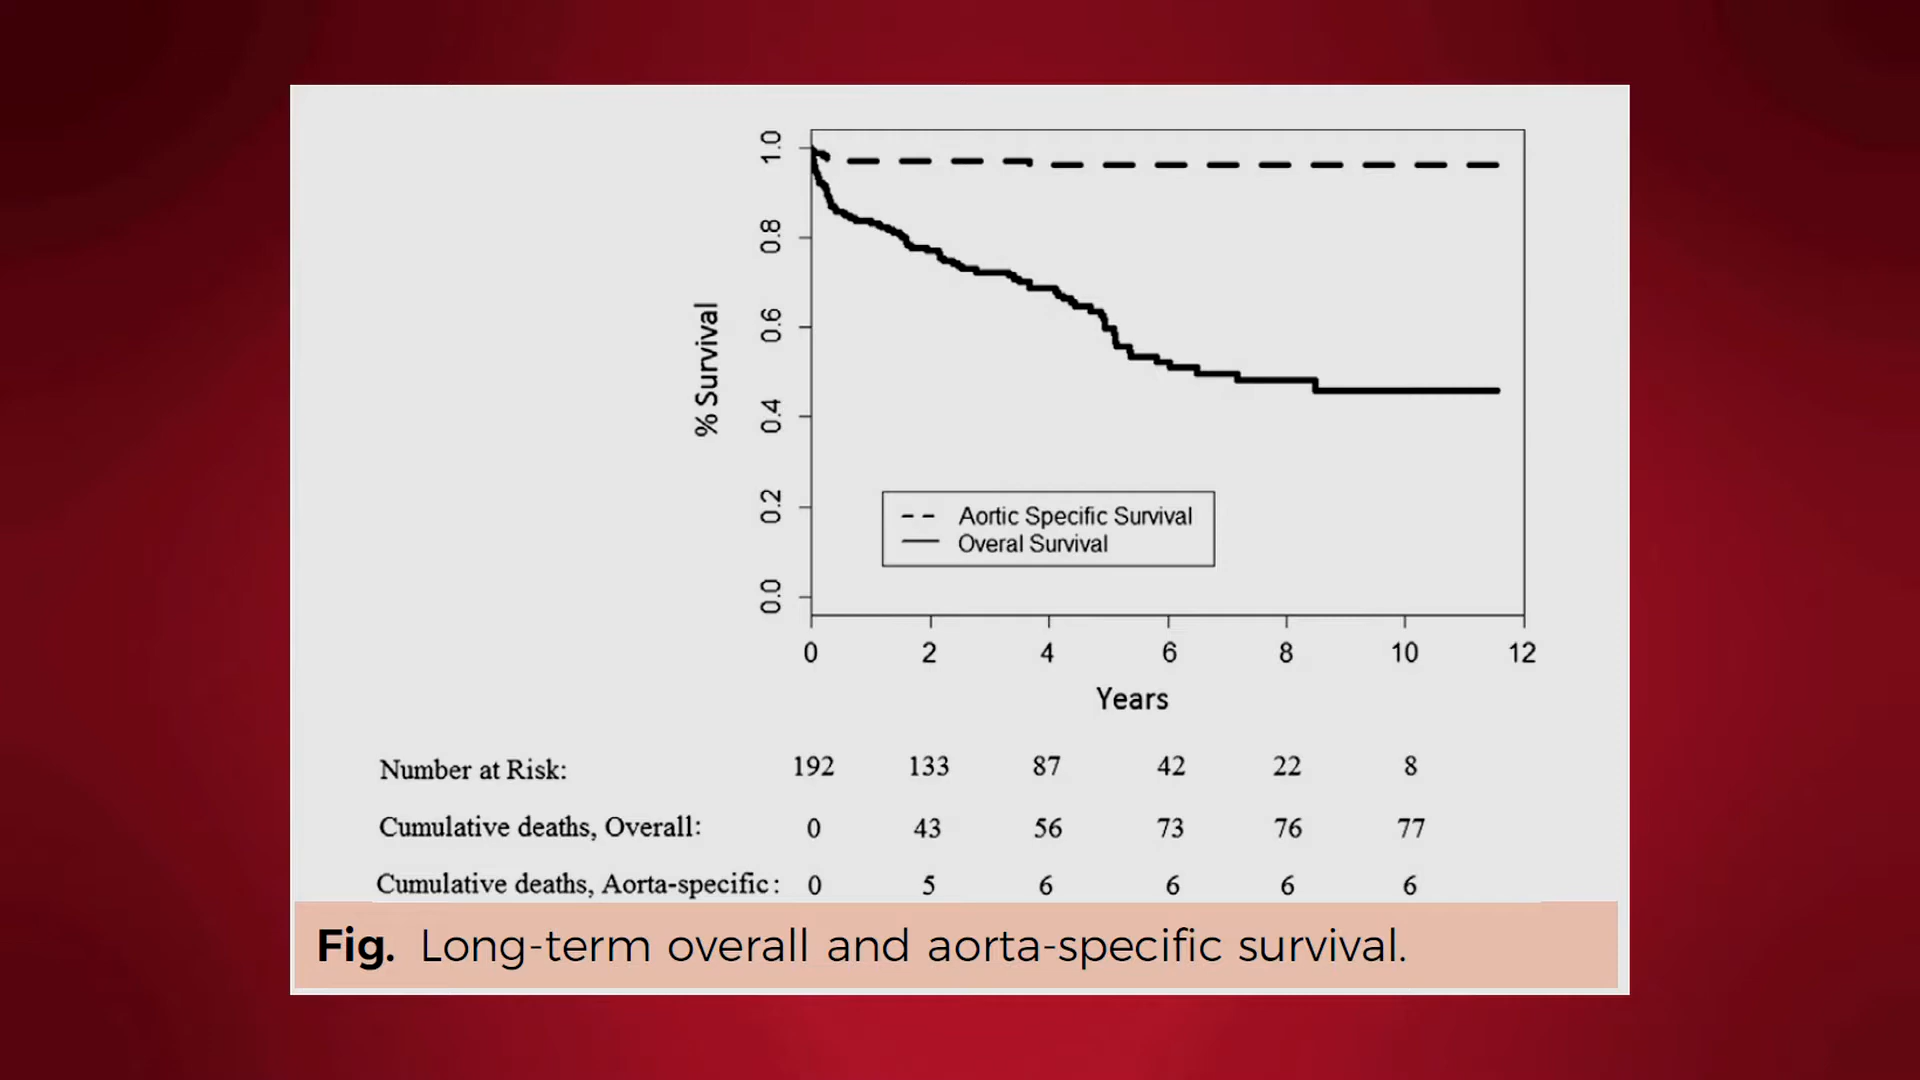 1.0
0.8
0.6
0.4
0.2
0.0
% Survival
Aortic Specific Survival
Overal Survival
0 2 4 6 8 10 12
Years
Number at Risk: 192 133 87 42 22 8
Cumulative deaths, Overall: 0 43 56 73 76 77
Cumulative deaths, Aorta-specific: 0 5 6 6 6 6
Fig. Long-term overall and aorta-specific survival.